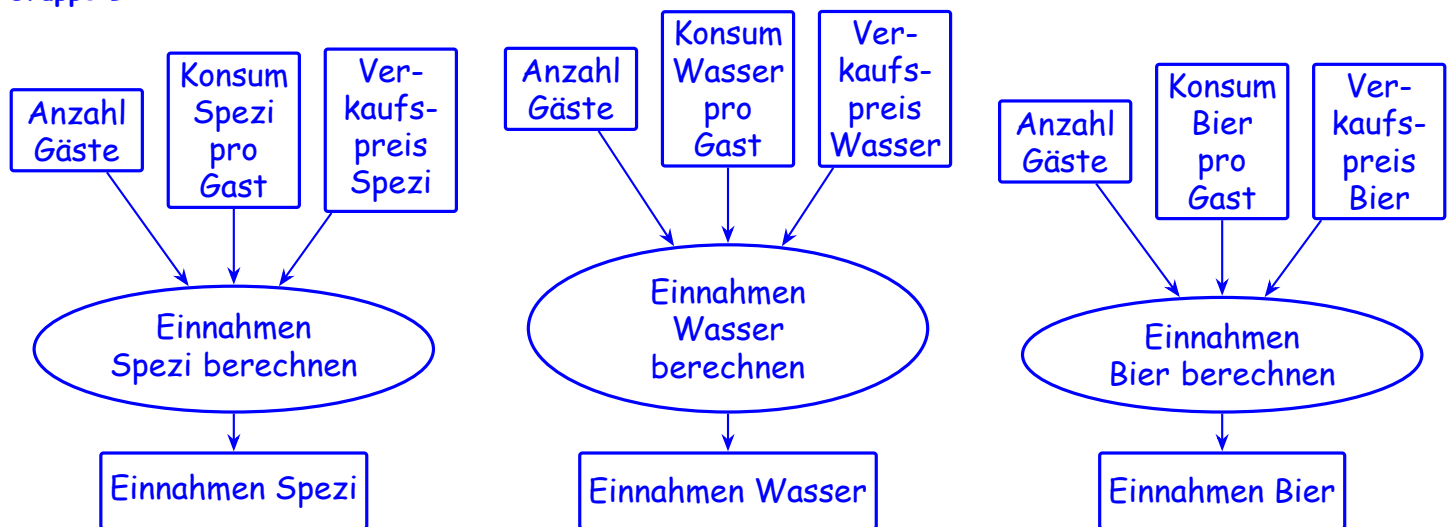 Anzahl
Gäste
Konsum
Spezi
pro
Gast
Ver-
kaufs-
preis
Spezi
Einnahmen
Spezi berechnen
Einnahmen Spezi
Anzahl
Gäste
Konsum
Wasser
pro
Gast
Ver-
kaufs-
preis
Wasser
Einnahmen
Wasser
berechnen
Einnahmen Wasser
Anzahl
Gäste
Konsum
Bier
pro
Gast
Ver-
kaufs-
preis
Bier
Einnahmen
Bier berechnen
Einnahmen Bier